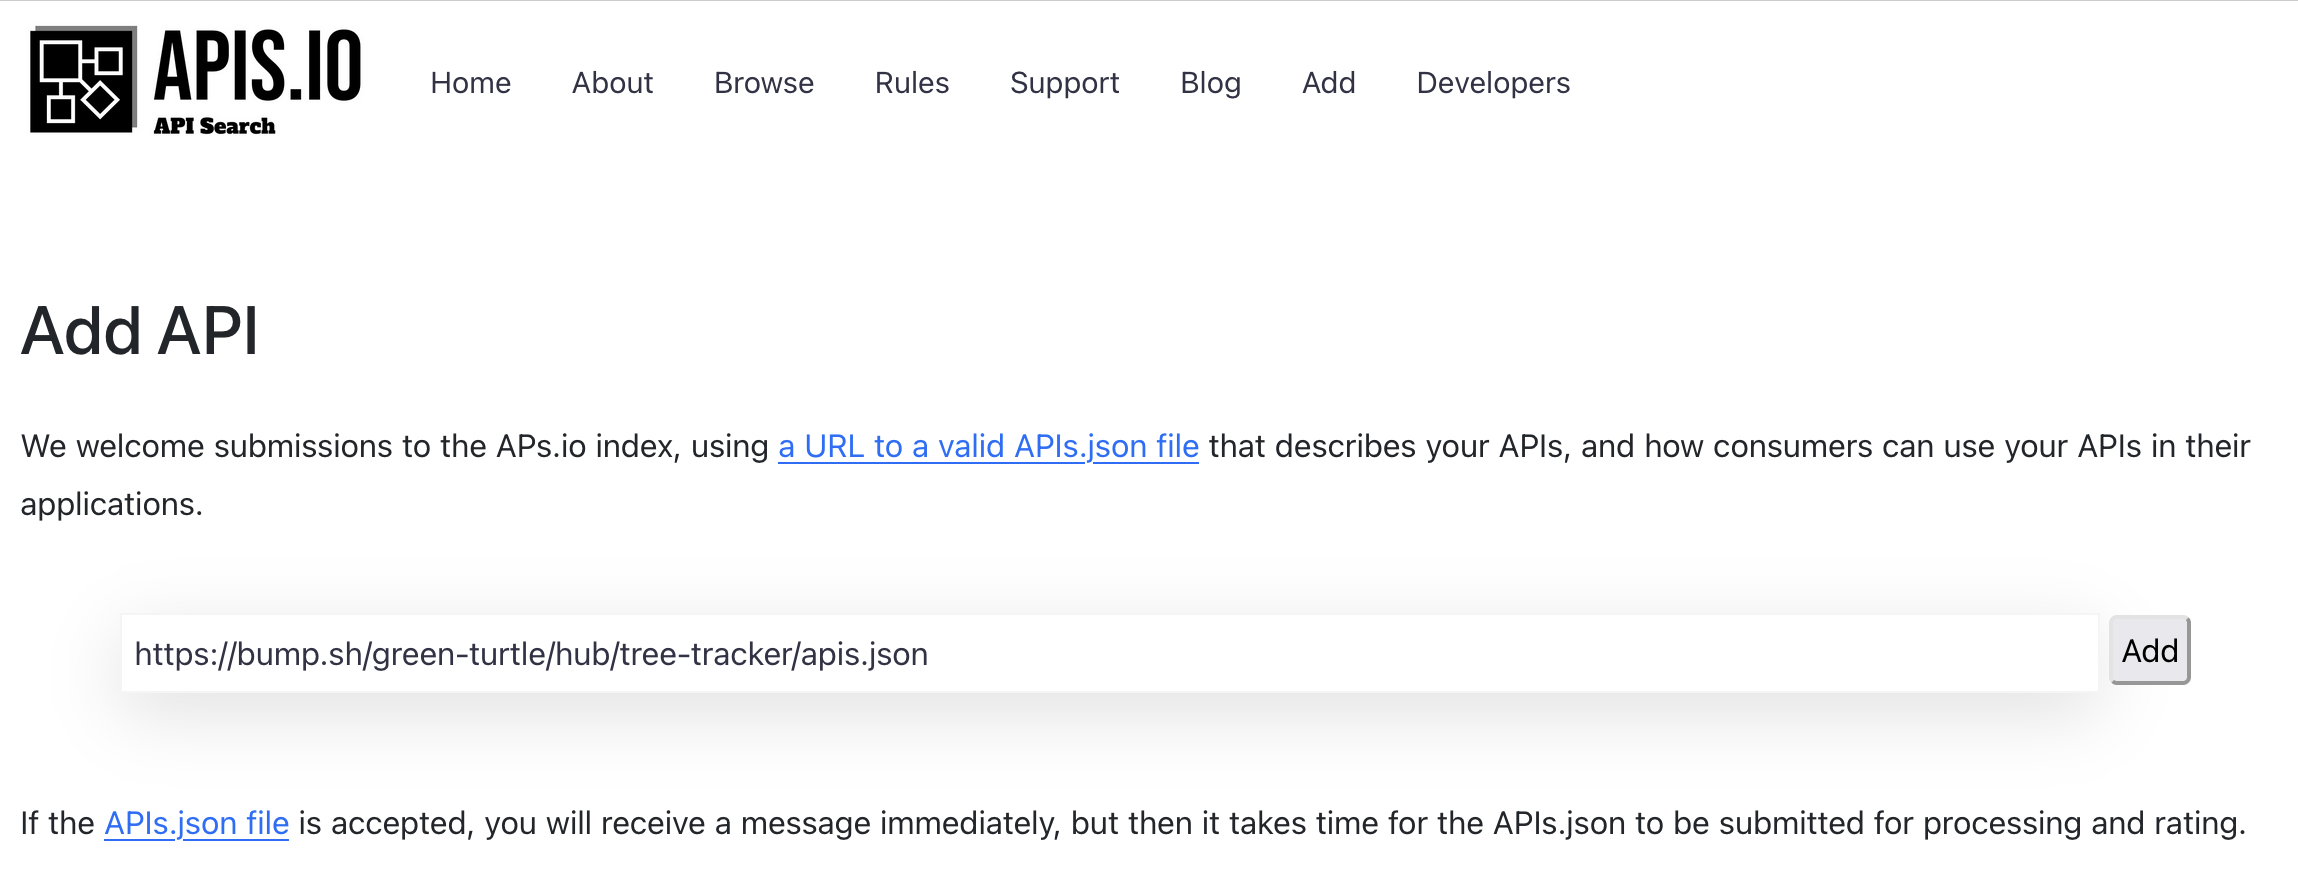 APIS.IO
API Search
Home About Browse Rules Support Blog Add Developers
Add API
We welcome submissions to the APs.io index, using a URL to a valid APIs.json file that describes your APIs, and how consumers can use your APIs in their
applications.
https://bump.sh/green-turtle/hub/tree-tracker/apis.json Add
If the APIs.json file is accepted, you will receive a message immediately, but then it takes time for the APIs.json to be submitted for processing and rating.